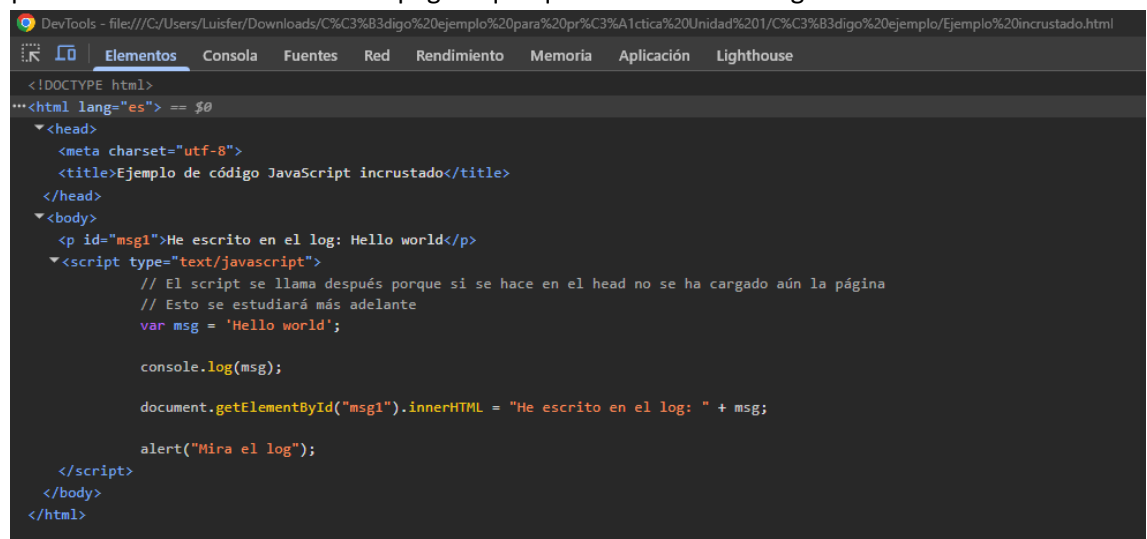 DevTools - file:///C:/Users/Luisfer/Downloads/C%C3%B3digo%20ejemplo%20para%20pr%C3%A1ctica%20Unidad%201/C%C3%B3digo%20ejemplo/Ejemplo%20incrustado.html
Elementos Consola Fuentes Red Rendimiento Memoria Aplicación Lighthouse
<!DOCTYPE html>
···<html lang="es"> == $0
▼<head>
<meta charset="utf-8">
<title>Ejemplo de código JavaScript incrustado</title>
</head>
▼<body>
<p id="msg1">He escrito en el log: Hello world</p>
▼<script type="text/javascript">
// El script se llama después porque si se hace en el head no se ha cargado aún la página
// Esto se estudiará más adelante
var msg = 'Hello world';
console.log(msg);
document.getElementById("msg1").innerHTML = "He escrito en el log: " + msg;
alert("Mira el log");
</script>
</body>
</html>